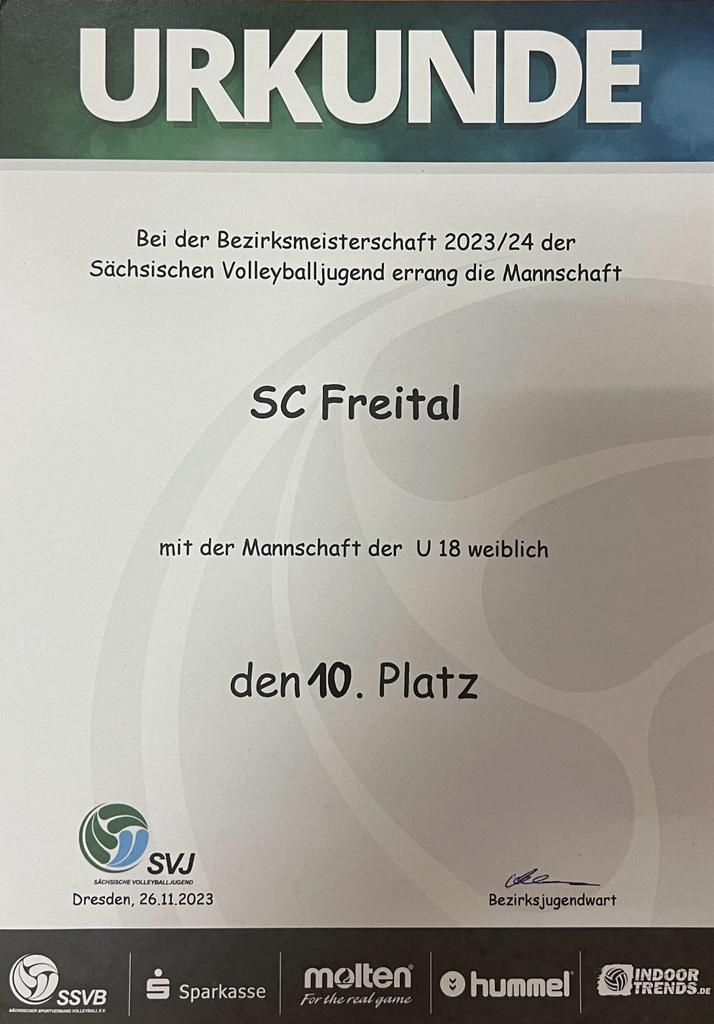 URKUNDE
Bei der Bezirksmeisterschaft 2023/24 der
Sächsischen Volleyballjugend errang die Mannschaft
SC Freital
mit der Mannschaft der U 18 weiblich
den 10. Platz
SVJ
SÄCHSISCHE VOLLEYBALLJUGEND
Dresden, 26.11.2023
Bezirksjugendwart
SSVB
SÄCHSISCHER SPORTVERBAND VOLLEYBALL E.V.
Sparkasse
molten
For the real game
hummel
INDOOR
TRENDS.DE